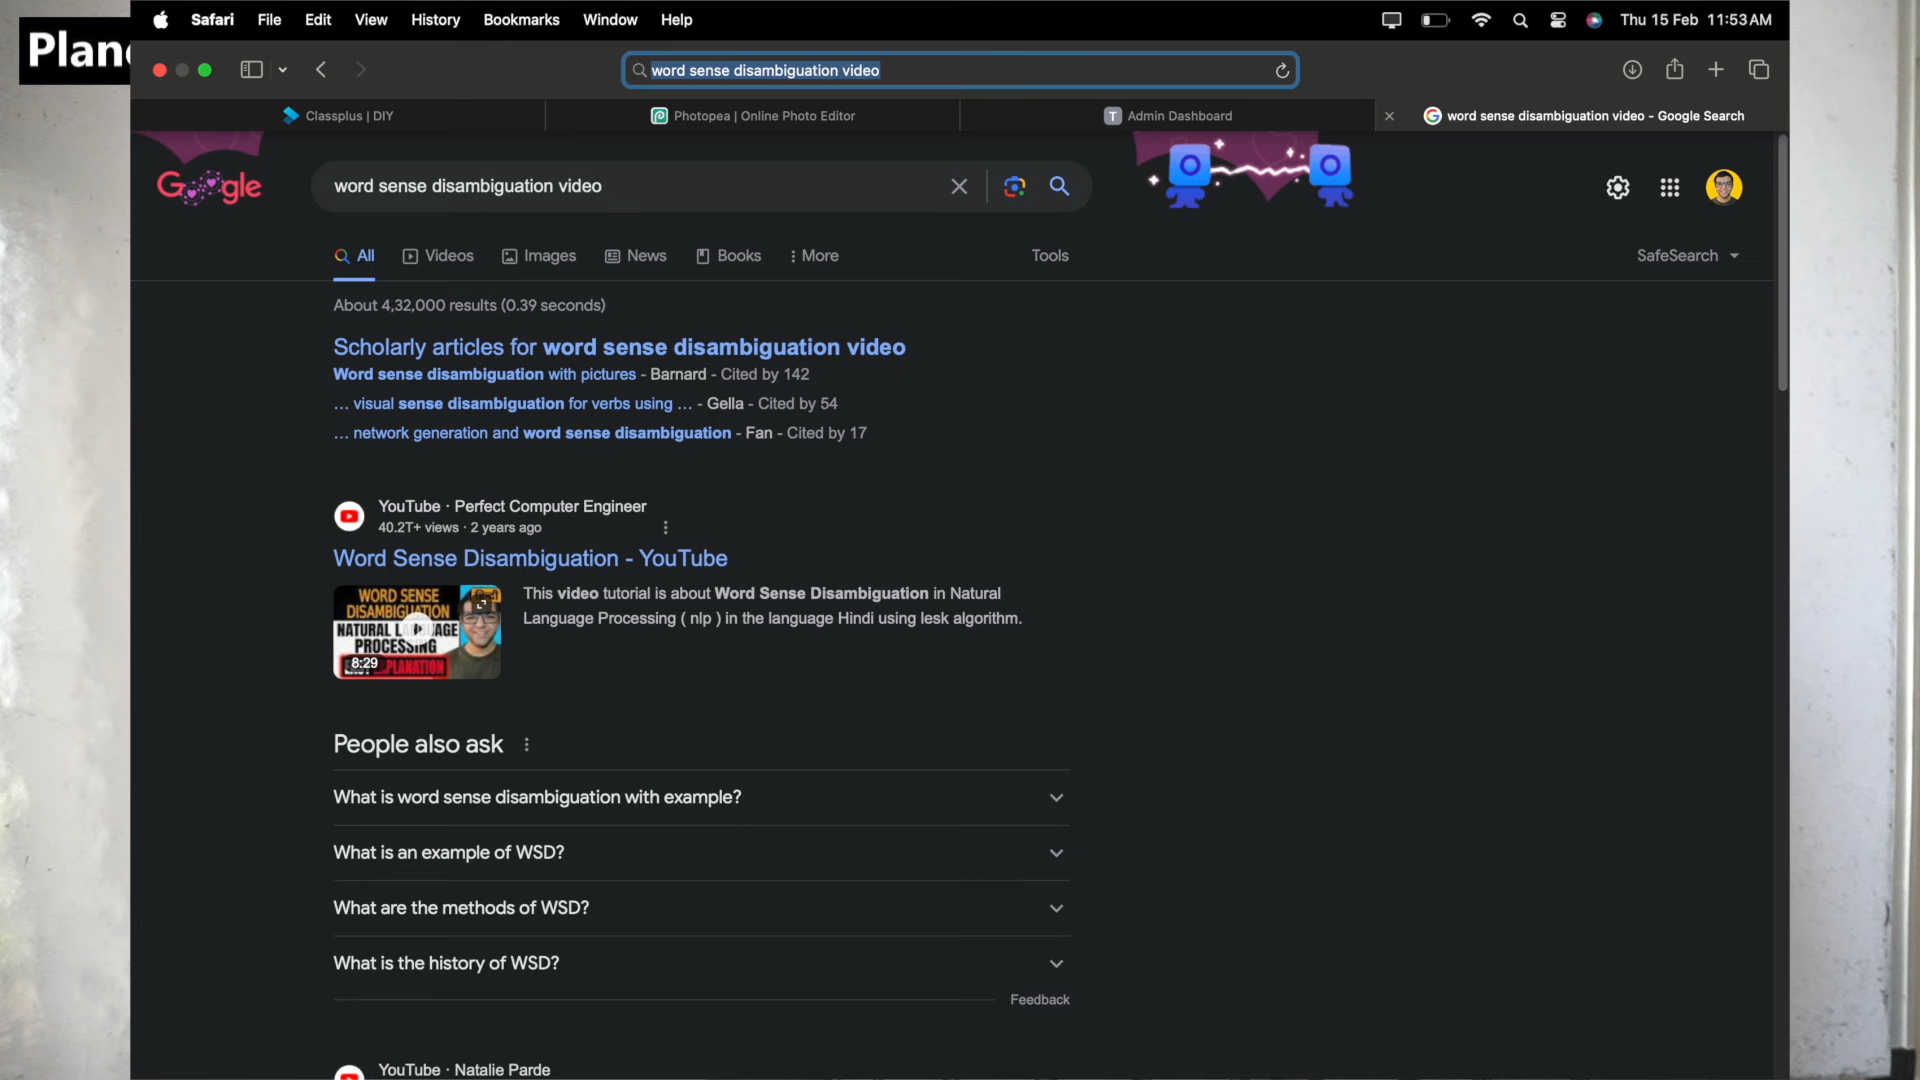 Plan
Safari File Edit View History Bookmarks Window Help
Thu 15 Feb 11:53 AM
word sense disambiguation video
Classplus | DIY
Photopea | Online Photo Editor
T Admin Dashboard
word sense disambiguation video - Google Search
Google
word sense disambiguation video
All Videos Images News Books More Tools
SafeSearch
About 4,32,000 results (0.39 seconds)
Scholarly articles for word sense disambiguation video
Word sense disambiguation with pictures - Barnard - Cited by 142
... visual sense disambiguation for verbs using ... - Gella - Cited by 54
... network generation and word sense disambiguation - Fan - Cited by 17
YouTube · Perfect Computer Engineer
40.2T+ views · 2 years ago
Word Sense Disambiguation - YouTube
WORD SENSE
DISAMBIGUATION
NATURAL LANGUAGE
PROCESSING
8:29
This video tutorial is about Word Sense Disambiguation in Natural
Language Processing ( nlp ) in the language Hindi using lesk algorithm.
People also ask
What is word sense disambiguation with example?
What is an example of WSD?
What are the methods of WSD?
What is the history of WSD?
Feedback
YouTube · Natalie Parde